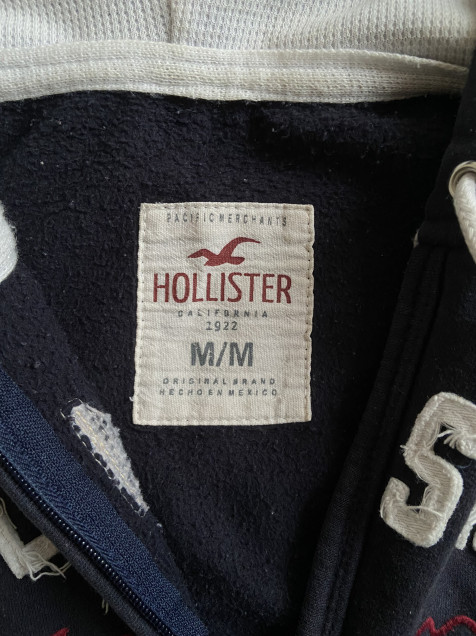 PACIFIC MERCHANTS
HOLLISTER
CALIFORNIA
1922
M/M
ORIGINAL BRAND
HECHO EN MEXICO
S